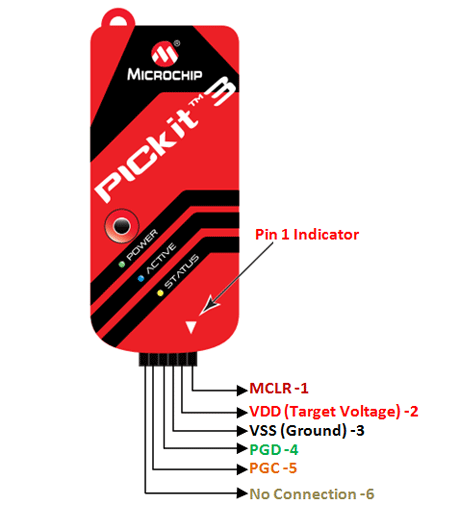 MICROCHIP
PICkit™ 3
POWER
ACTIVE
STATUS
Pin 1 Indicator
MCLR -1
VDD (Target Voltage) -2
VSS (Ground) -3
PGD -4
PGC -5
No Connection -6